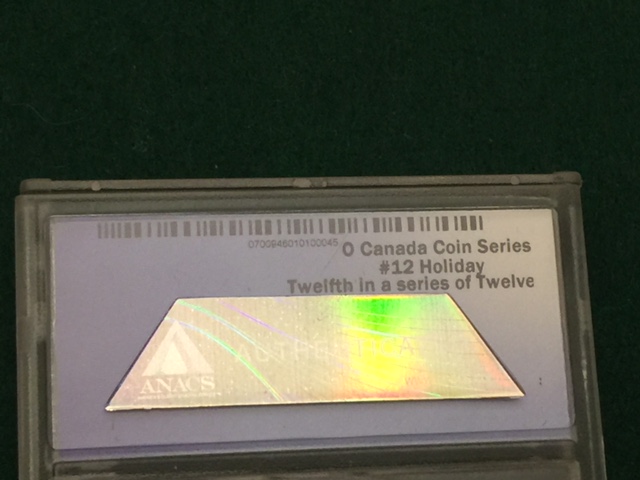 0700946010100045
O Canada Coin Series
#12 Holiday
Twelfth in a series of Twelve
ANACS